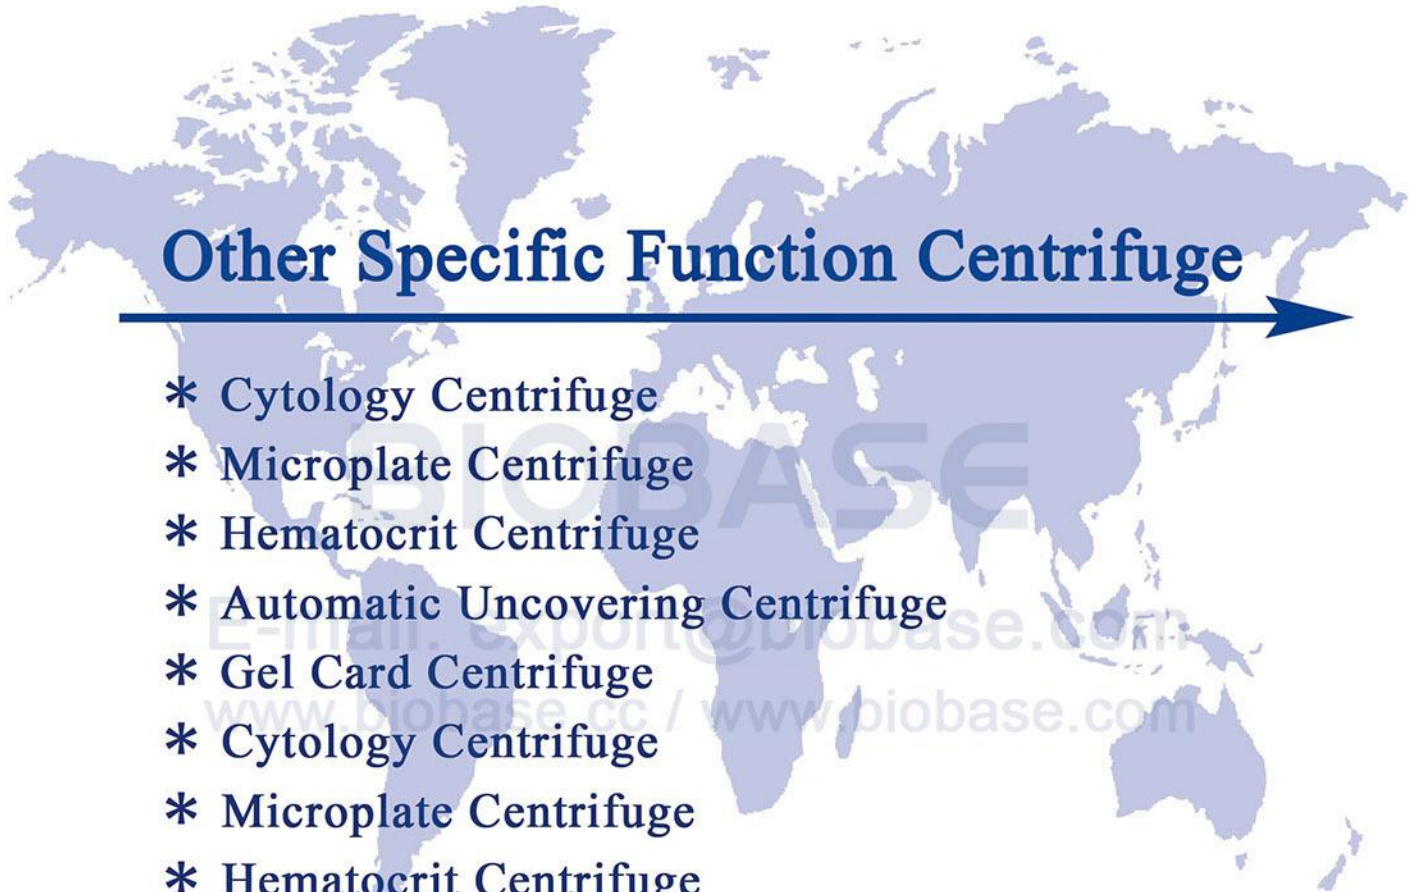 Other Specific Function Centrifuge
* Cytology Centrifuge
* Microplate Centrifuge
BIOBASE
* Hematocrit Centrifuge
* Automatic Uncovering Centrifuge
E-mail: export@biobase.com
* Gel Card Centrifuge
www.biobase.cc / www.biobase.com
* Cytology Centrifuge
* Microplate Centrifuge
* Hematocrit Centrifuge